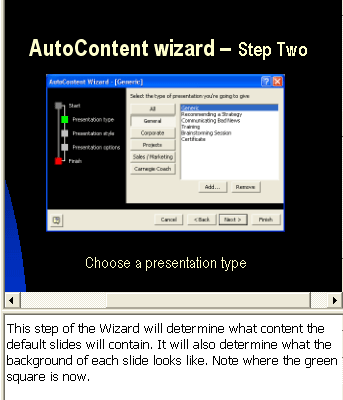 AutoContent wizard – Step Two
AutoContent Wizard - [Generic]
Select the type of presentation you're going to give
Start
Presentation type
Presentation style
Presentation options
Finish
All
General
Corporate
Projects
Sales / Marketing
Carnegie Coach
Generic
Recommending a Strategy
Communicating Bad News
Training
Brainstorming Session
Certificate
Add...
Remove
Cancel
< Back
Next >
Finish
Choose a presentation type
This step of the Wizard will determine what content the
default slides will contain. It will also determine what the
background of each slide looks like. Note where the green
square is now.